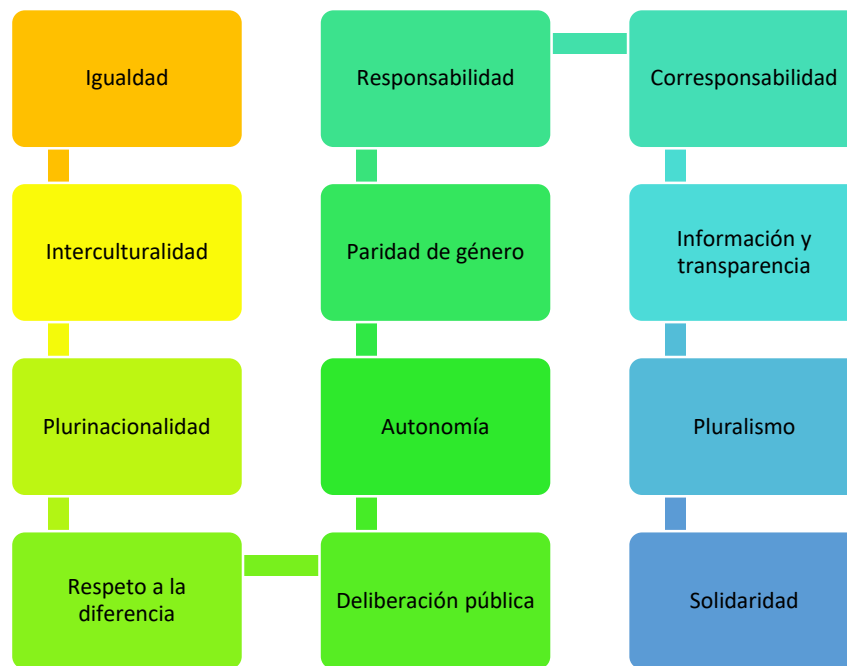 Igualdad
Interculturalidad
Plurinacionalidad
Respeto a la
diferencia
Deliberación pública
Autonomía
Paridad de género
Responsabilidad
Corresponsabilidad
Información y
transparencia
Pluralismo
Solidaridad